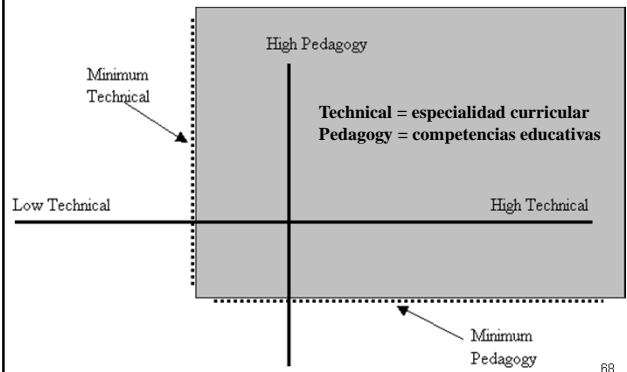 High Pedagogy
Minimum
Technical
Technical = especialidad curricular
Pedagogy = competencias educativas
Low Technical
High Technical
Minimum
Pedagogy
68